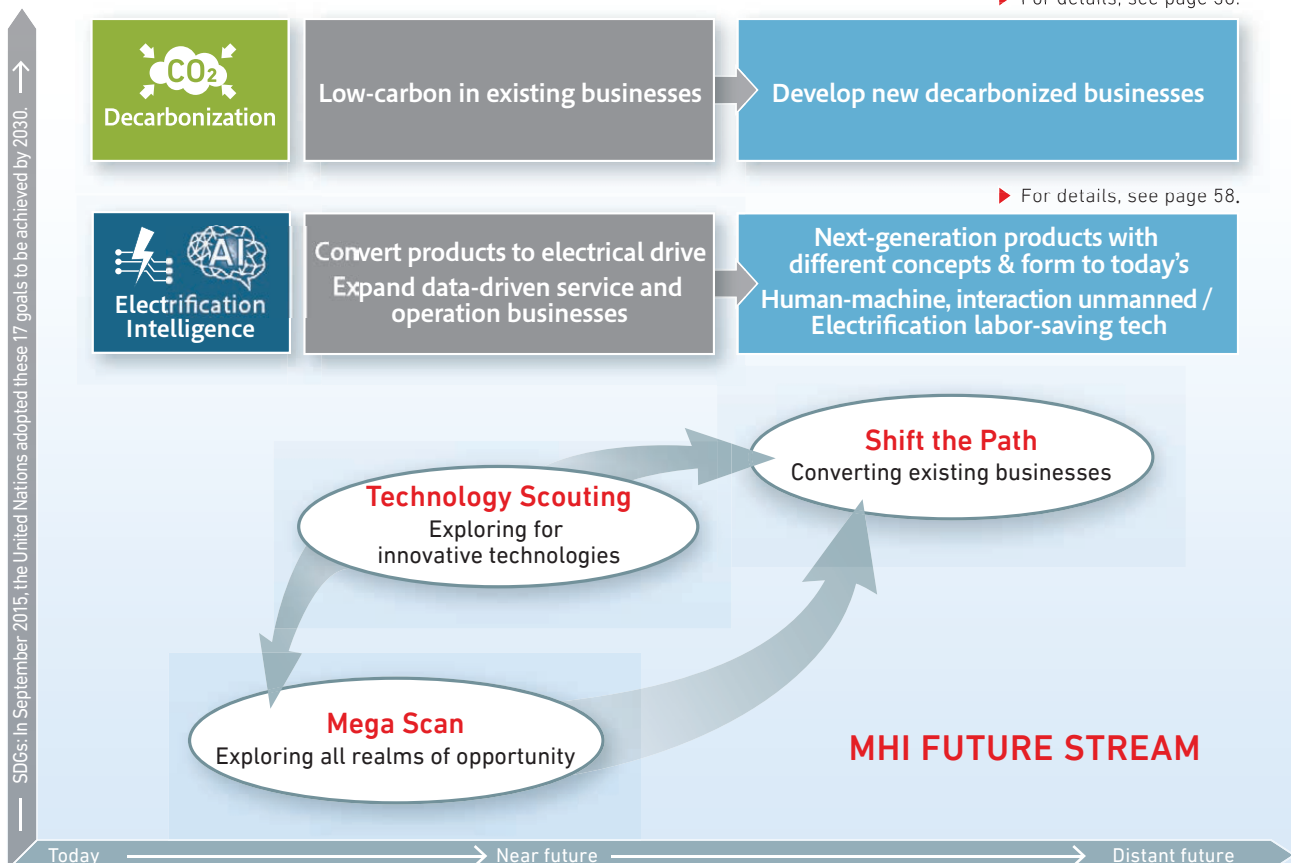 ▶ For details, see page 56.
CO₂
Decarbonization
Low-carbon in existing businesses
Develop new decarbonized businesses
▶ For details, see page 58.
AI
Electrification
Intelligence
Convert products to electrical drive
Expand data-driven service and
operation businesses
Next-generation products with
different concepts & form to today's
Human-machine, interaction unmanned /
Electrification labor-saving tech
Shift the Path
Converting existing businesses
Technology Scouting
Exploring for
innovative technologies
Mega Scan
Exploring all realms of opportunity
MHI FUTURE STREAM
SDGs: In September 2015, the United Nations adopted these 17 goals to be achieved by 2030.
Today
Near future
Distant future